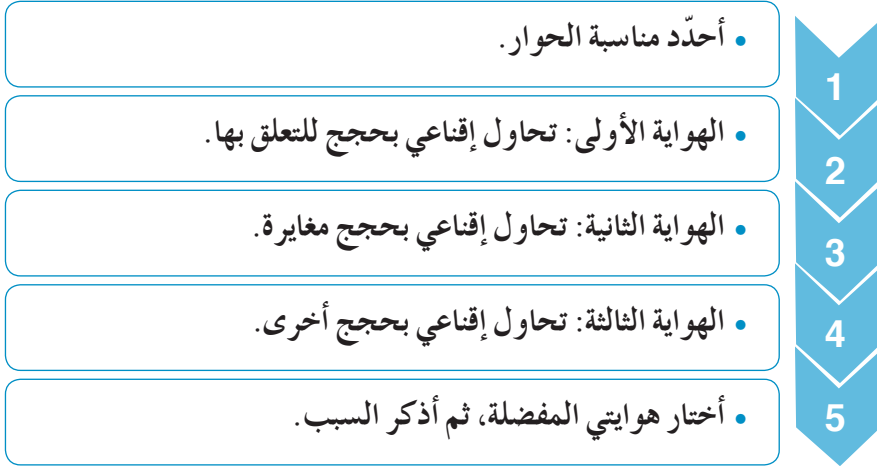 • أحدّد مناسبة الحوار.
1
• الهواية الأولى: تحاول إقناعي بحجج للتعلق بها.
2
• الهواية الثانية: تحاول إقناعي بحجج مغايرة.
3
• الهواية الثالثة: تحاول إقناعي بحجج أخرى.
4
• أختار هوايتي المفضلة، ثم أذكر السبب.
5